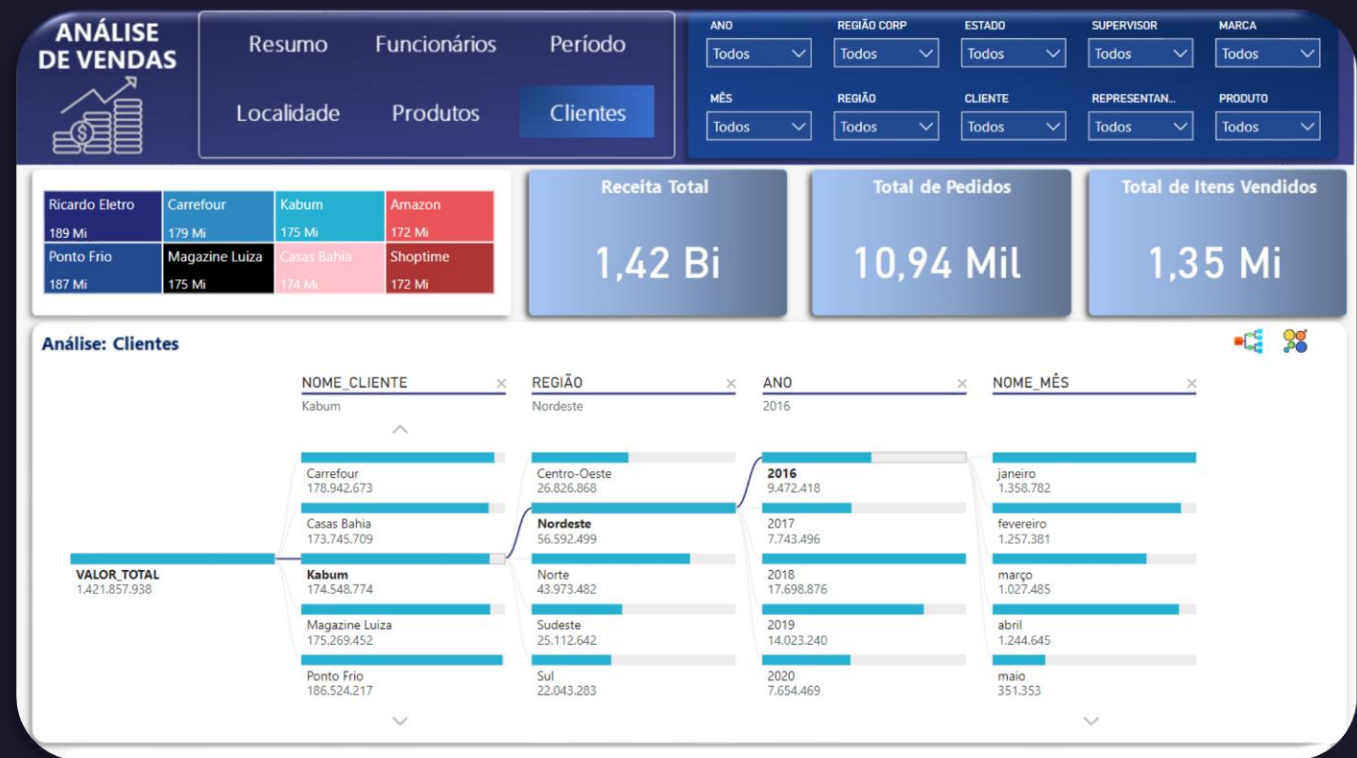 ANÁLISE
DE VENDAS
Resumo Funcionários Período
Localidade Produtos Clientes
ANO REGIÃO CORP ESTADO SUPERVISOR MARCA
Todos Todos Todos Todos Todos
MÊS REGIÃO CLIENTE REPRESENTAN... PRODUTO
Todos Todos Todos Todos Todos
Ricardo Eletro Carrefour Kabum Amazon
189 Mi 179 Mi 175 Mi 172 Mi
Ponto Frio Magazine Luiza Casas Bahia Shoptime
187 Mi 175 Mi 174 Mi 172 Mi
Receita Total
1,42 Bi
Total de Pedidos
10,94 Mil
Total de Itens Vendidos
1,35 Mi
Análise: Clientes
NOME_CLIENTE REGIÃO ANO NOME_MÊS
Kabum Nordeste 2016
VALOR_TOTAL
1.421.857.938
Carrefour
178.942.673
Casas Bahia
173.745.709
Kabum
174.548.774
Magazine Luiza
175.269.452
Ponto Frio
186.524.217
Centro-Oeste
26.826.868
Nordeste
56.592.499
Norte
43.973.482
Sudeste
25.112.642
Sul
22.043.283
2016
9.472.418
2017
7.743.496
2018
17.698.876
2019
14.023.240
2020
7.654.469
janeiro
1.358.782
fevereiro
1.257.381
março
1.027.485
abril
1.244.645
maio
351.353